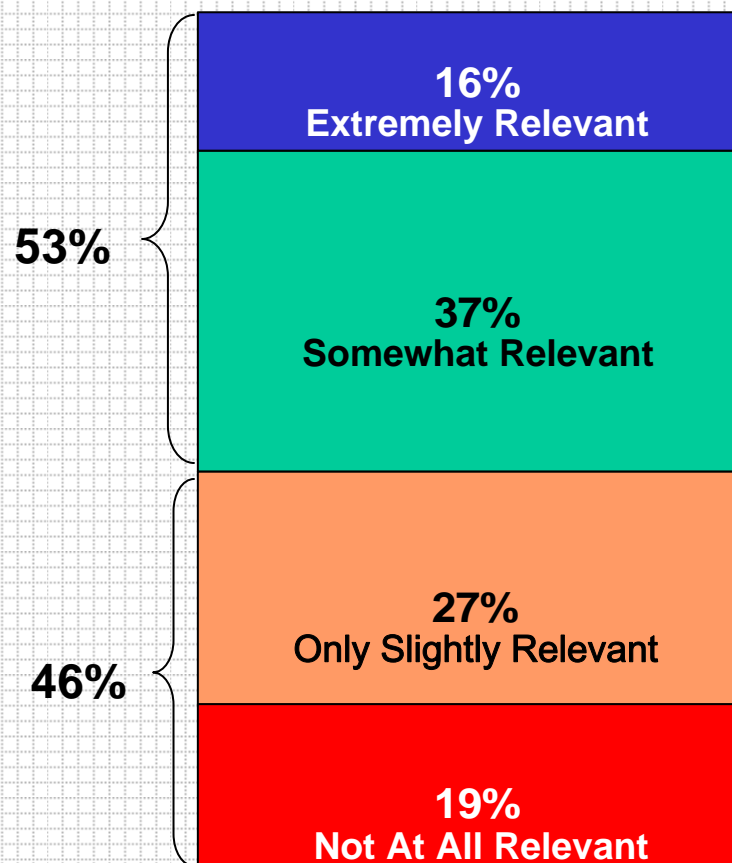 16%
Extremely Relevant
53%
37%
Somewhat Relevant
27%
Only Slightly Relevant
46%
19%
Not At All Relevant